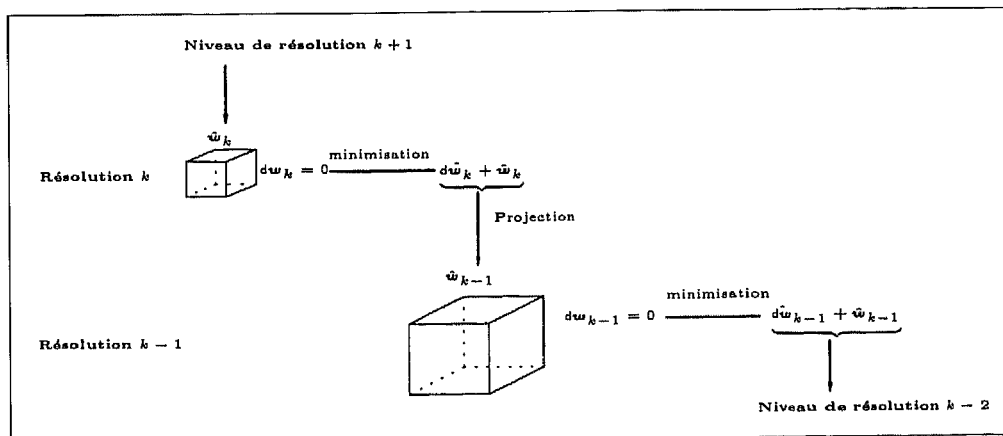 Niveau de résolution k + 1
ŵ_k
Résolution k
dw_k = 0
minimisation
dŵ_k + ŵ_k
Projection
ŵ_{k−1}
Résolution k − 1
dw_{k−1} = 0
minimisation
dŵ_{k−1} + ŵ_{k−1}
Niveau de résolution k − 2